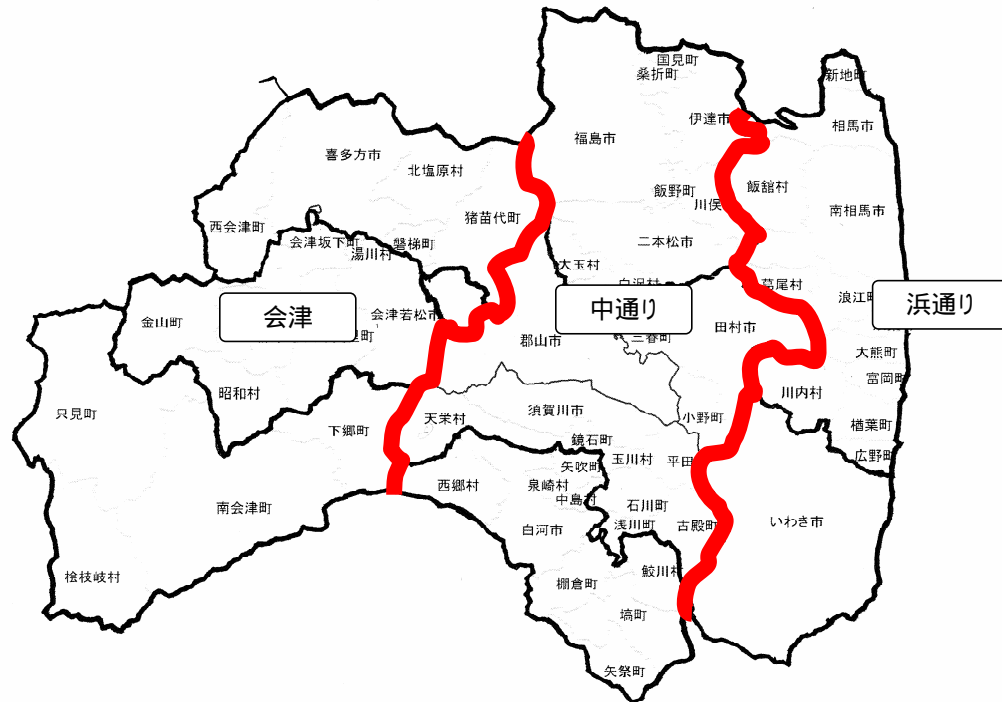 国見町
桑折町
新地町
伊達市
相馬市
福島市
喜多方市
北塩原村
飯舘村
飯野町
川俣
南相馬市
猪苗代町
西会津町
会津坂下町
磐梯町
湯川村
二本松市
大玉村
白沢村
葛尾村
浪江町
会津
中通り
浜通り
金山町
会津若松市
田村市
郡山市
三春町
大熊町
富岡町
昭和村
川内村
只見町
下郷町
天栄村
須賀川市
小野町
楢葉町
鏡石町
広野町
玉川村
平田
矢吹町
西郷村
泉崎村
中島村
南会津町
石川町
浅川町
古殿町
いわき市
白河市
鮫川村
桧枝岐村
棚倉町
塙町
矢祭町